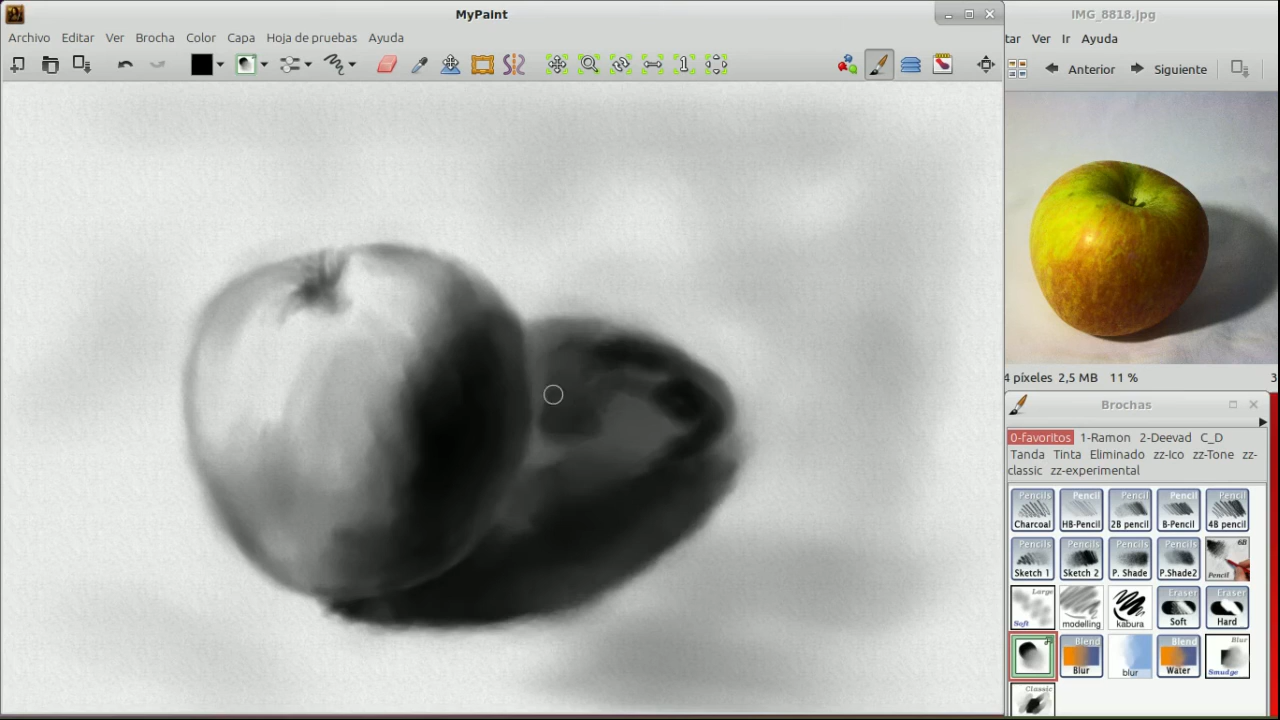 MyPaint
IMG_8818.jpg
Archivo Editar Ver Brocha Color Capa Hoja de pruebas Ayuda
tar Ver Ir Ayuda
Anterior Siguiente
4 píxeles 2,5 MB 11 % 3
Brochas
0-favoritos 1-Ramon 2-Deevad C_D
Tanda Tinta Eliminado zz-Ico zz-Tone zz-
classic zz-experimental
Pencils Pencil Pencil Pencil Pencil
Charcoal HB-Pencil 2B pencil B-Pencil 4B pencil
Pencils Pencils Pencils Pencils 6B
Sketch 1 Sketch 2 P. Shade P.Shade2 Pencil
Large Eraser Eraser
Soft modelling kabura Soft Hard
Blend Blend Blur
Blur blur Water Smudge
Classic